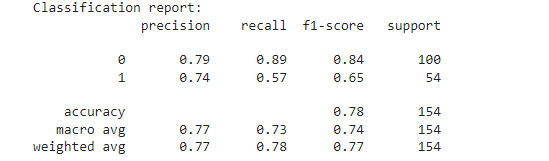 Classification report:
precision recall f1-score support
0 0.79 0.89 0.84 100
1 0.74 0.57 0.65 54
accuracy 0.78 154
macro avg 0.77 0.73 0.74 154
weighted avg 0.77 0.78 0.77 154